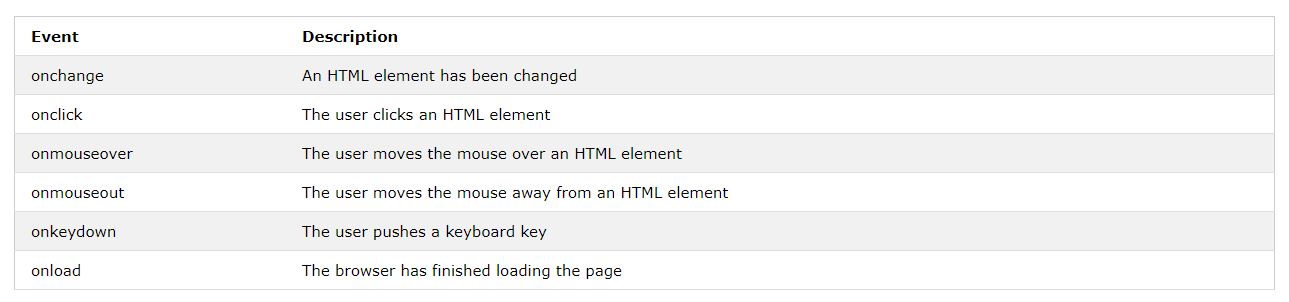 Event Description
onchange An HTML element has been changed
onclick The user clicks an HTML element
onmouseover The user moves the mouse over an HTML element
onmouseout The user moves the mouse away from an HTML element
onkeydown The user pushes a keyboard key
onload The browser has finished loading the page